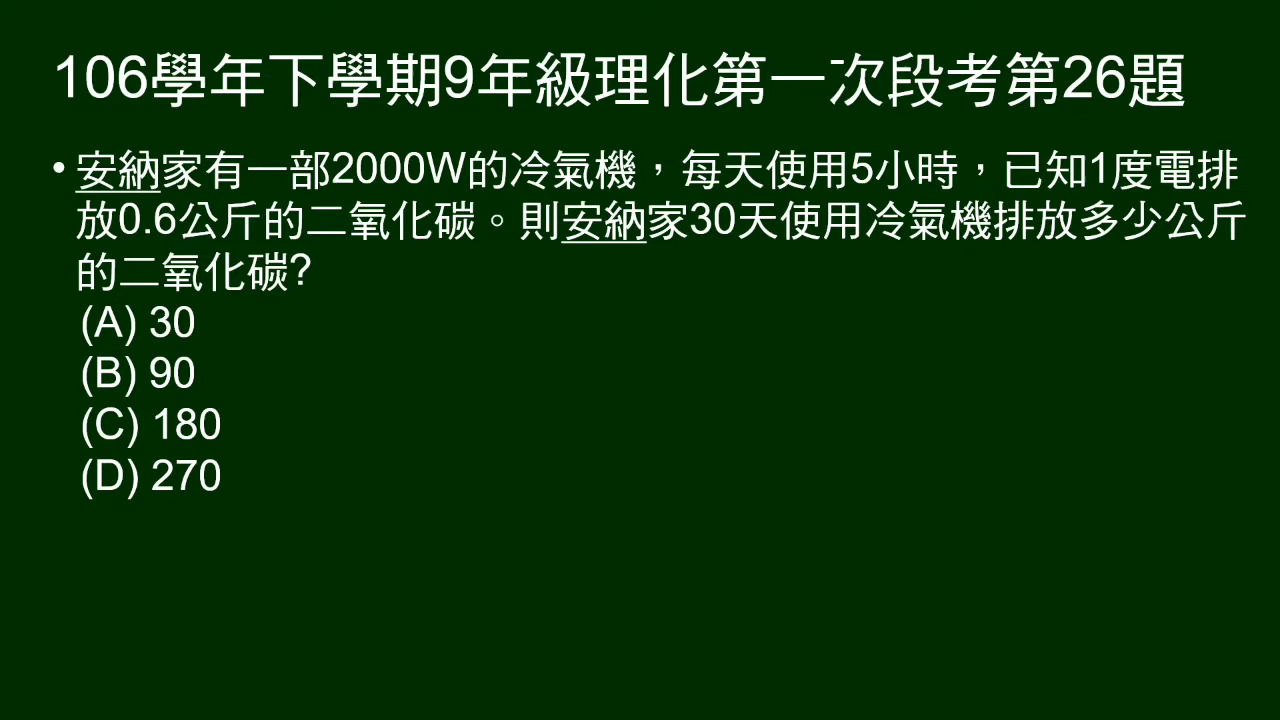 106學年下學期9年級理化第一次段考第26題
•安納家有一部2000W的冷氣機，每天使用5小時，已知1度電排
放0.6公斤的二氧化碳。則安納家30天使用冷氣機排放多少公斤
的二氧化碳?
(A) 30
(B) 90
(C) 180
(D) 270